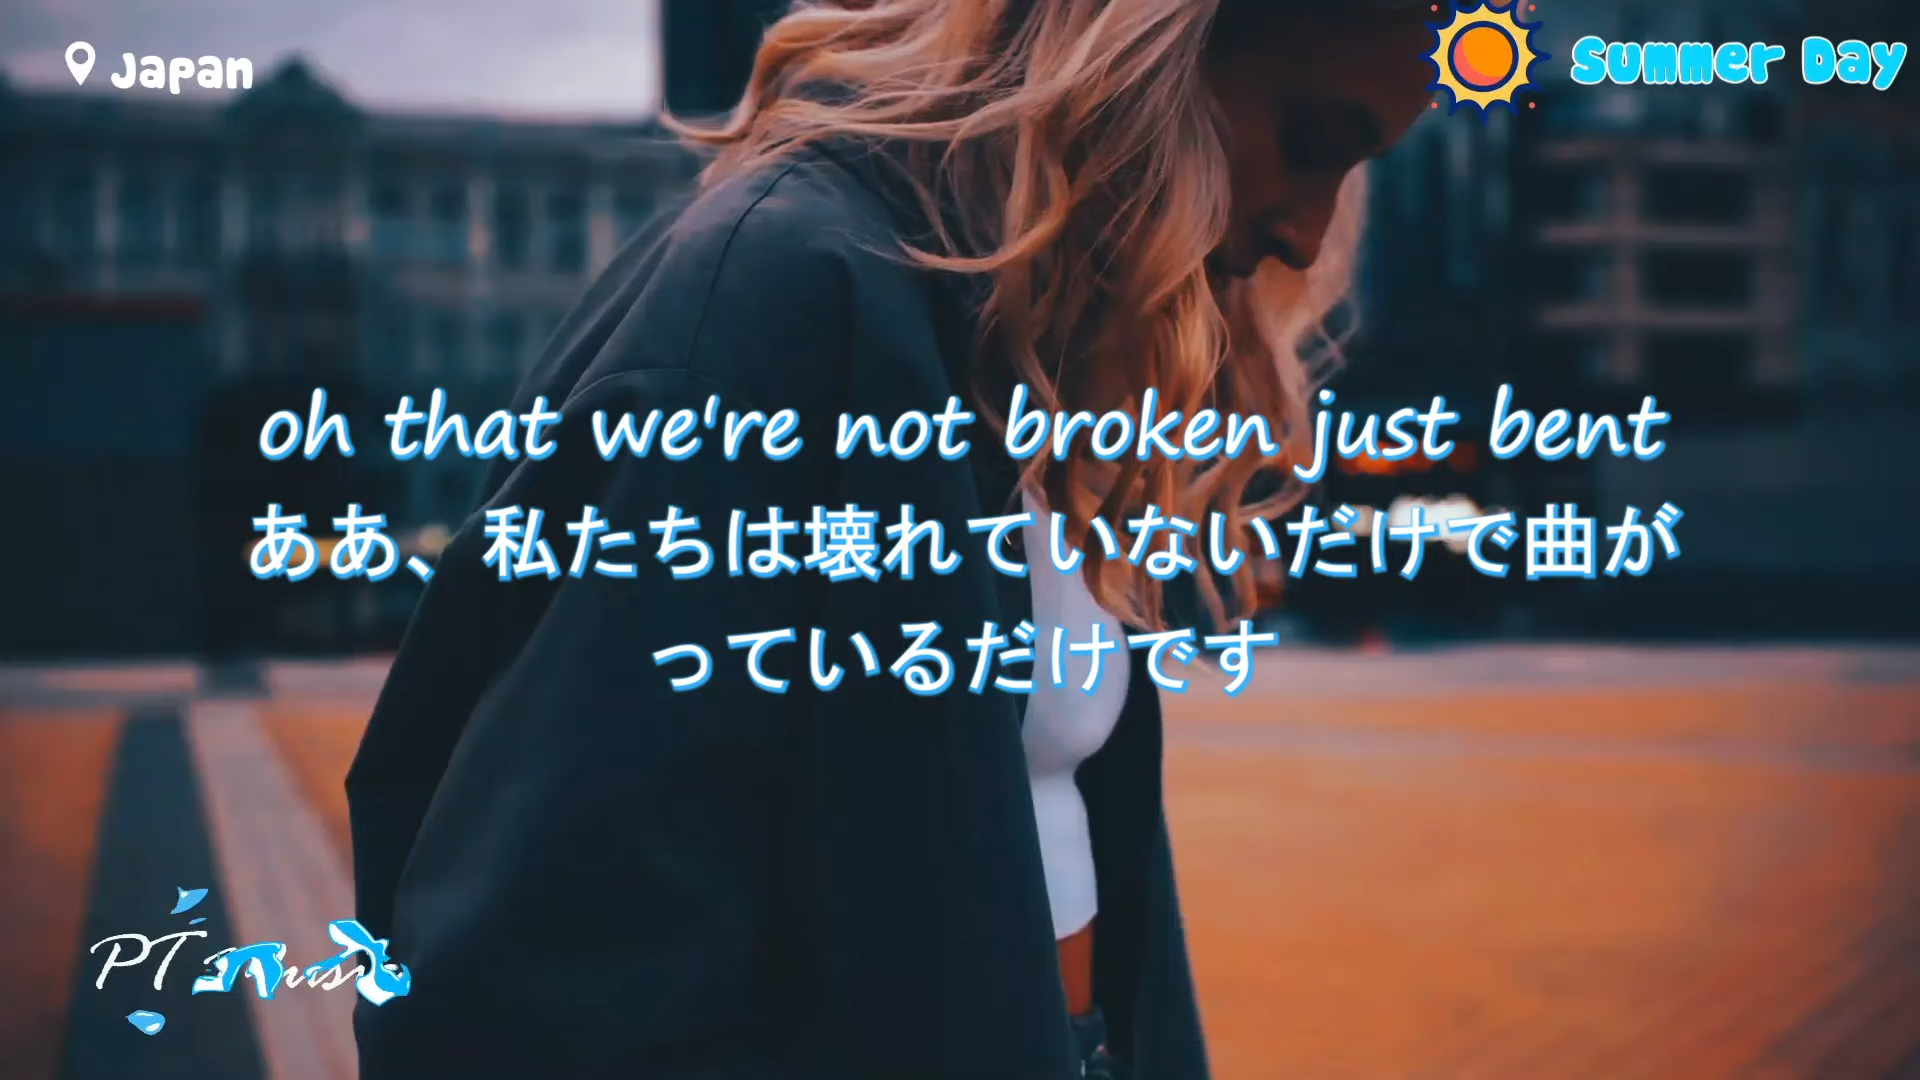 Japan
Summer Day
oh that we're not broken just bent
ああ、私たちは壊れていないだけで曲が
っているだけです
PT Music